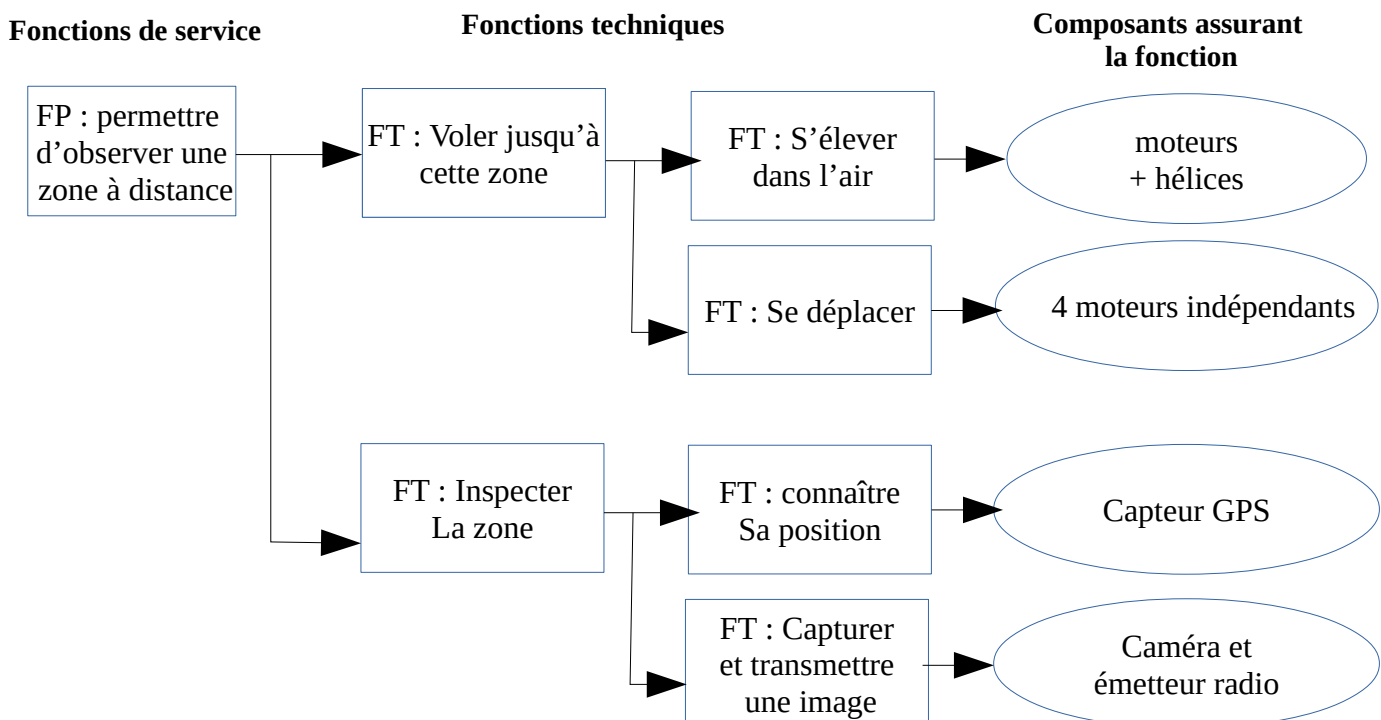 Fonctions de service
Fonctions techniques
Composants assurant
la fonction
FP : permettre
d’observer une
zone à distance
FT : Voler jusqu’à
cette zone
FT : S’élever
dans l’air
moteurs
+ hélices
FT : Se déplacer
4 moteurs indépendants
FT : Inspecter
La zone
FT : connaître
Sa position
Capteur GPS
FT : Capturer
et transmettre
une image
Caméra et
émetteur radio